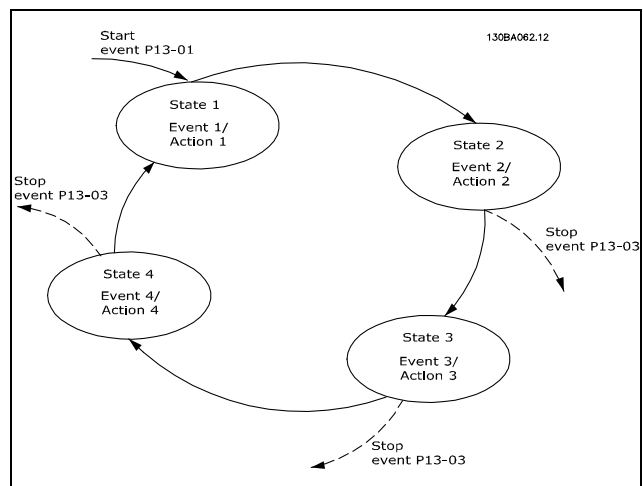 Start
event P13-01
130BA062.12
State 1
Event 1/
Action 1
State 2
Event 2/
Action 2
Stop
event P13-03
Stop
event P13-03
State 4
Event 4/
Action 4
State 3
Event 3/
Action 3
Stop
event P13-03